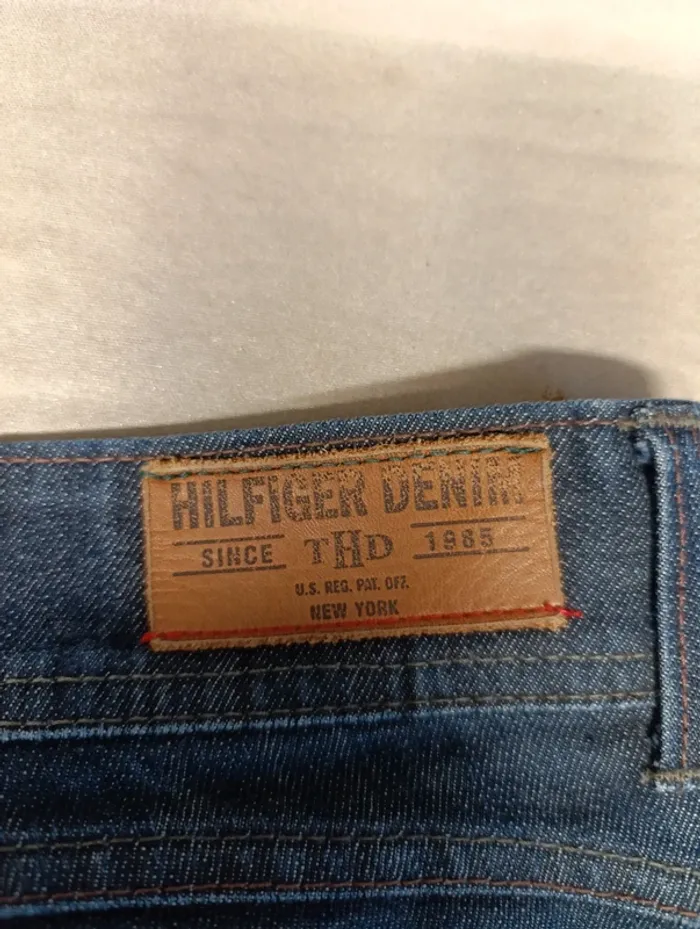 HILFIGER DENIM
SINCE THD 1985
U.S. REG. PAT. OFF.
NEW YORK